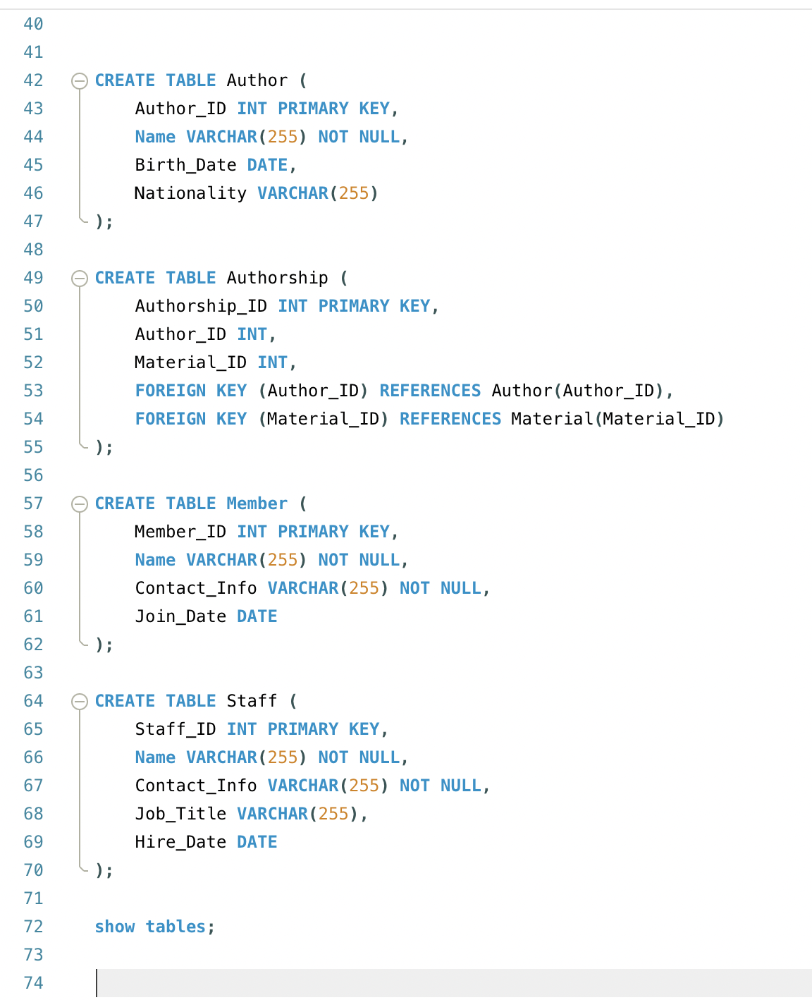 40
41
42 CREATE TABLE Author (
43 Author_ID INT PRIMARY KEY,
44 Name VARCHAR(255) NOT NULL,
45 Birth_Date DATE,
46 Nationality VARCHAR(255)
47 );
48
49 CREATE TABLE Authorship (
50 Authorship_ID INT PRIMARY KEY,
51 Author_ID INT,
52 Material_ID INT,
53 FOREIGN KEY (Author_ID) REFERENCES Author(Author_ID),
54 FOREIGN KEY (Material_ID) REFERENCES Material(Material_ID)
55 );
56
57 CREATE TABLE Member (
58 Member_ID INT PRIMARY KEY,
59 Name VARCHAR(255) NOT NULL,
60 Contact_Info VARCHAR(255) NOT NULL,
61 Join_Date DATE
62 );
63
64 CREATE TABLE Staff (
65 Staff_ID INT PRIMARY KEY,
66 Name VARCHAR(255) NOT NULL,
67 Contact_Info VARCHAR(255) NOT NULL,
68 Job_Title VARCHAR(255),
69 Hire_Date DATE
70 );
71
72 show tables;
73
74